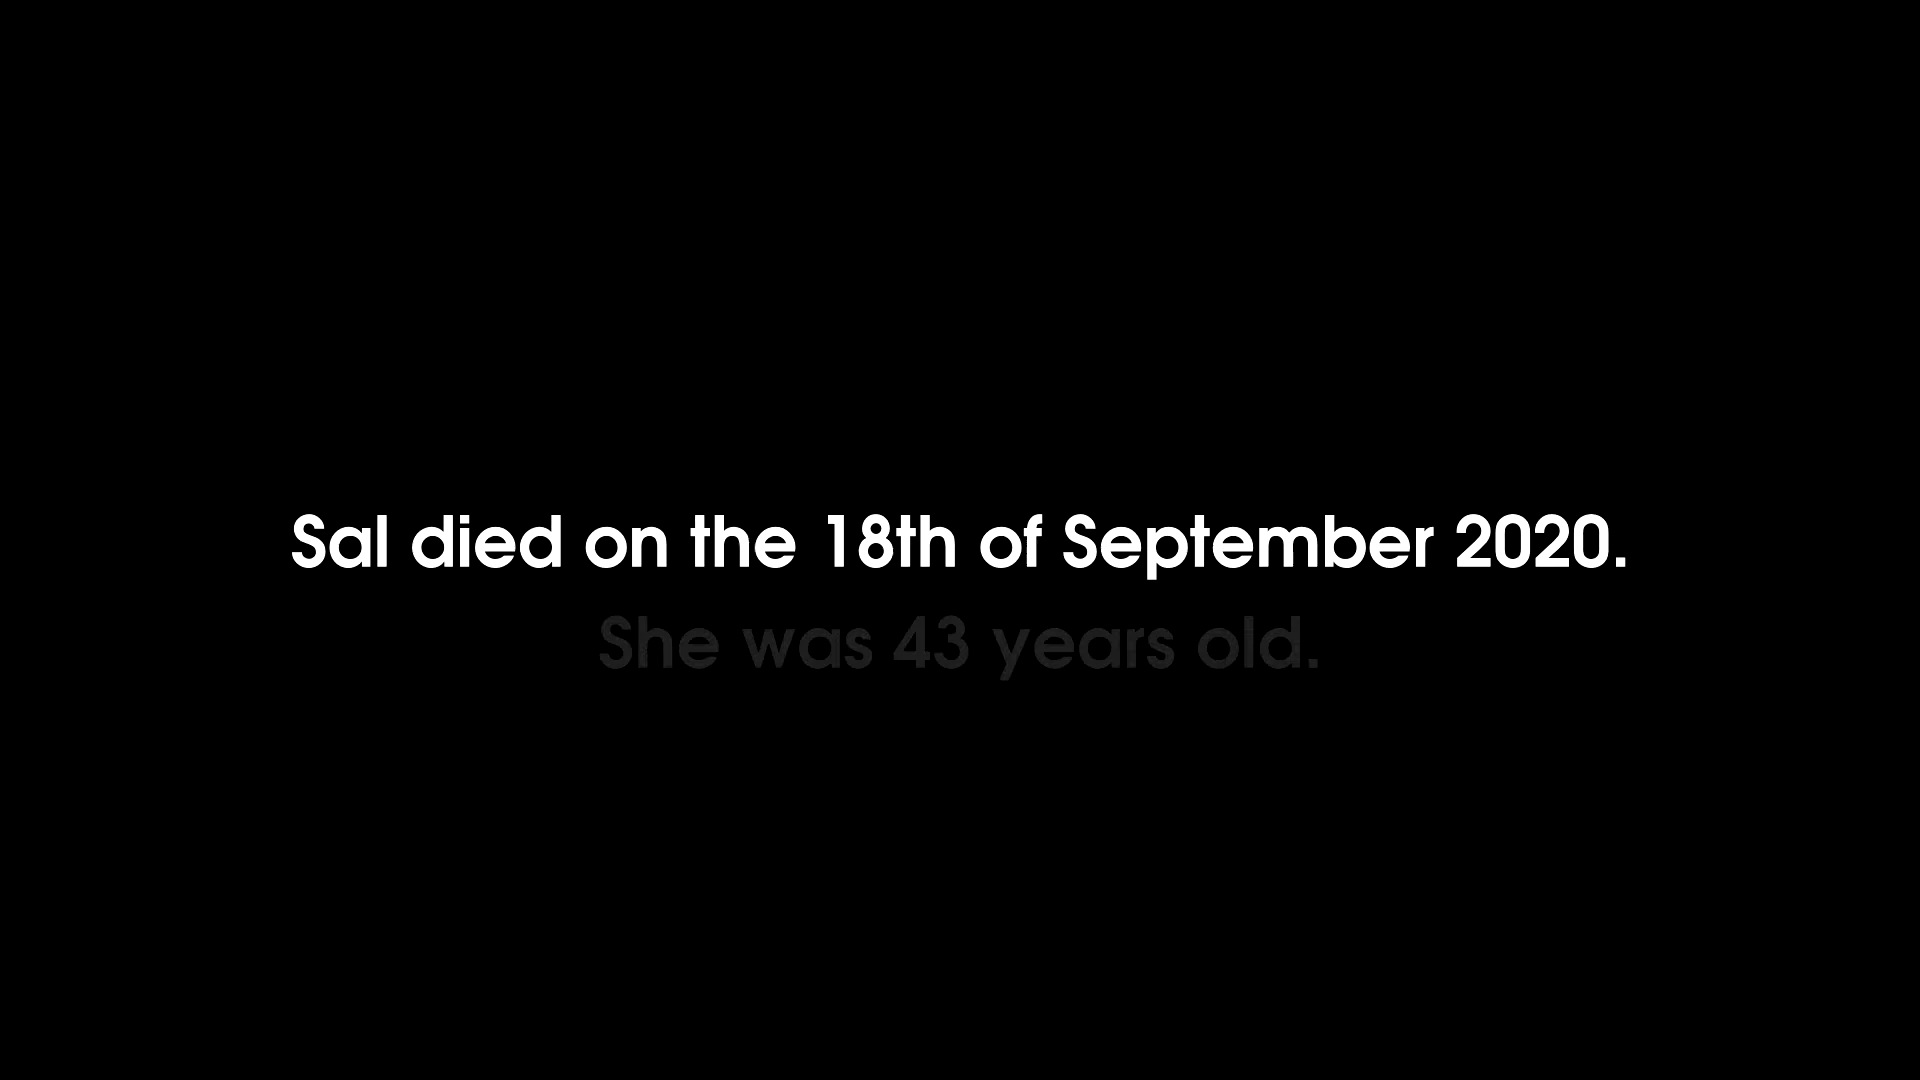 Sal died on the 18th of September 2020.
She was 43 years old.